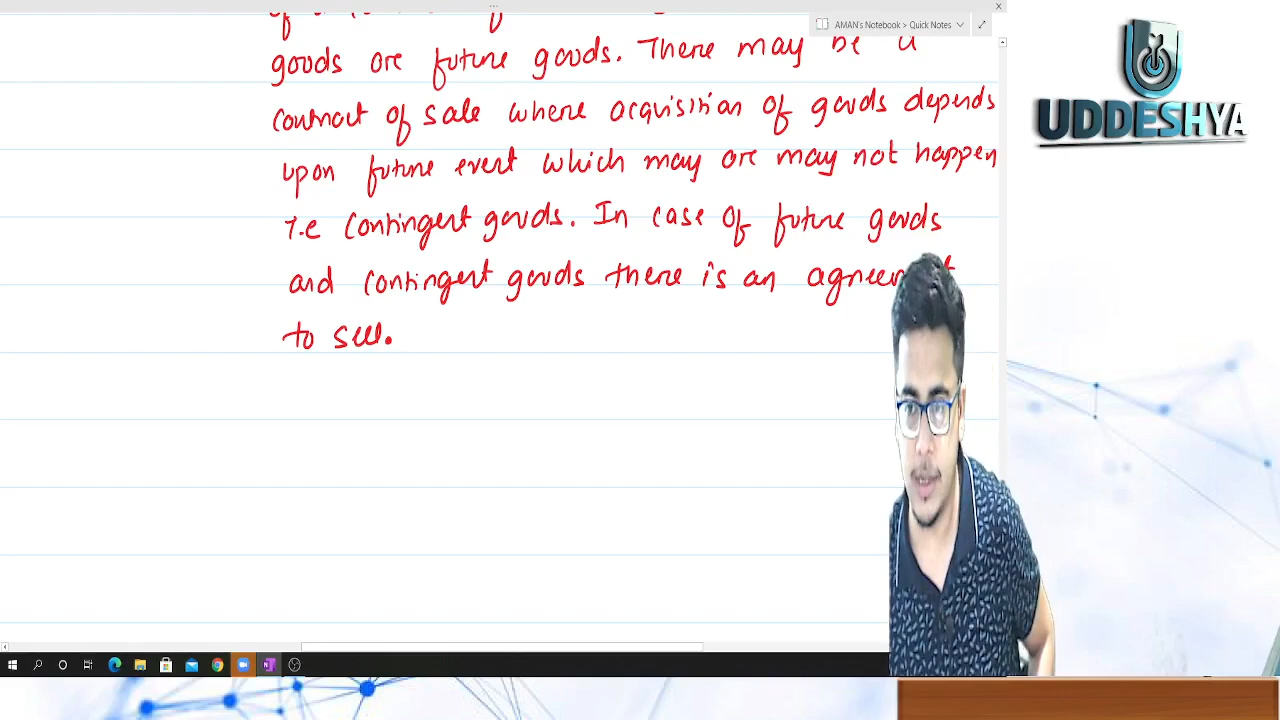 AMAN's Notebook > Quick Notes
goods are future goods. There may be a
contract of sale where acquisition of goods depends
upon future event which may are may not happen
i.e contingent goods. In case of future goods
and contingent goods there is an agreement
to sell.
UDDESHYA